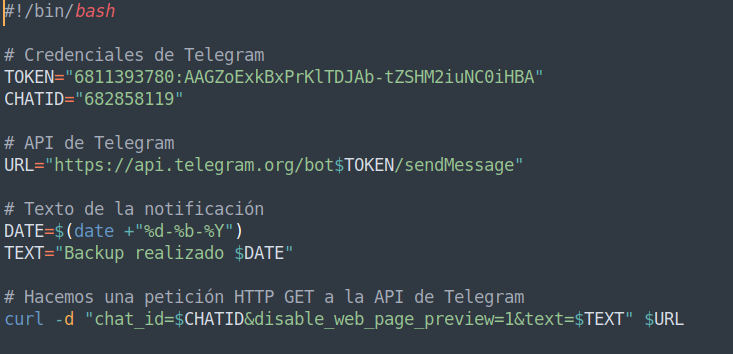 #!/bin/bash
# Credenciales de Telegram
TOKEN="6811393780:AAGZoExkBxPrKlTDJAb-tZSHM2iuNC0iHBA"
CHATID="682858119"
# API de Telegram
URL="https://api.telegram.org/bot$TOKEN/sendMessage"
# Texto de la notificación
DATE=$(date +"%d-%b-%Y")
TEXT="Backup realizado $DATE"
# Hacemos una petición HTTP GET a la API de Telegram
curl -d "chat_id=$CHATID&disable_web_page_preview=1&text=$TEXT" $URL